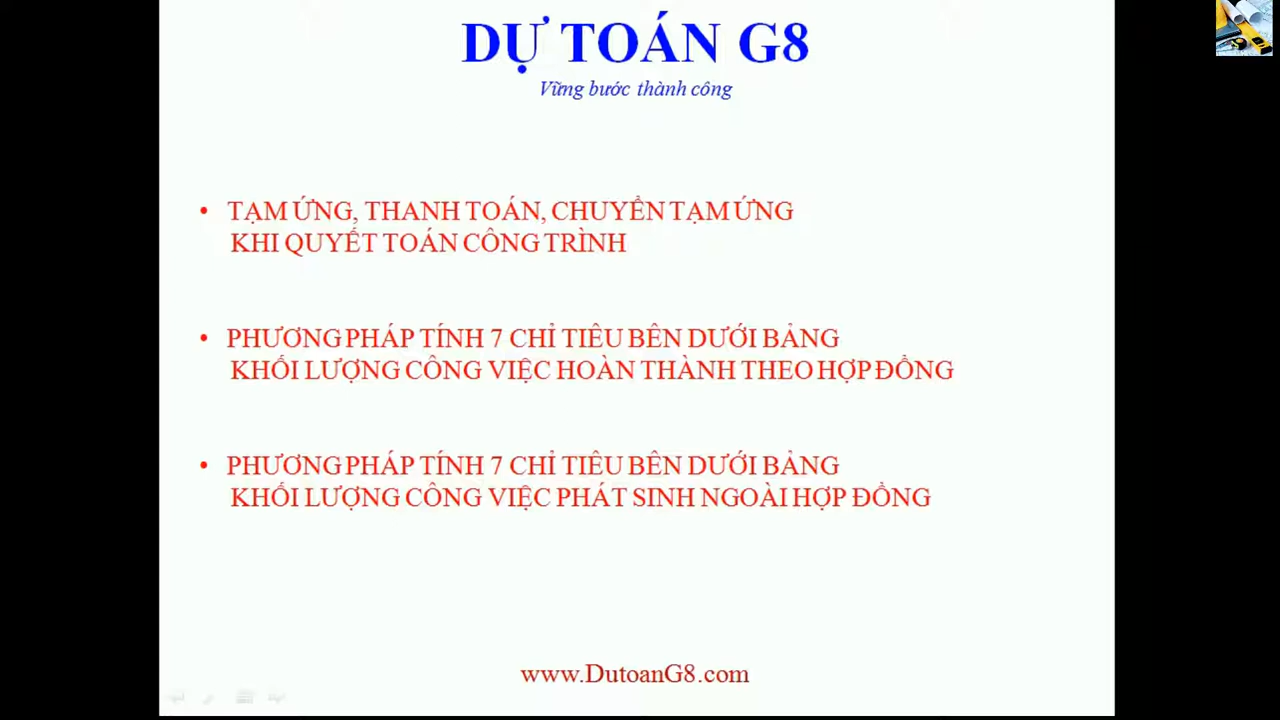 DỰ TOÁN G8
Vững bước thành công
• TẠM ỨNG, THANH TOÁN, CHUYỂN TẠM ỨNG
KHI QUYẾT TOÁN CÔNG TRÌNH
• PHƯƠNG PHÁP TÍNH 7 CHỈ TIÊU BÊN DƯỚI BẢNG
KHỐI LƯỢNG CÔNG VIỆC HOÀN THÀNH THEO HỢP ĐỒNG
• PHƯƠNG PHÁP TÍNH 7 CHỈ TIÊU BÊN DƯỚI BẢNG
KHỐI LƯỢNG CÔNG VIỆC PHÁT SINH NGOÀI HỢP ĐỒNG
www.DutoanG8.com